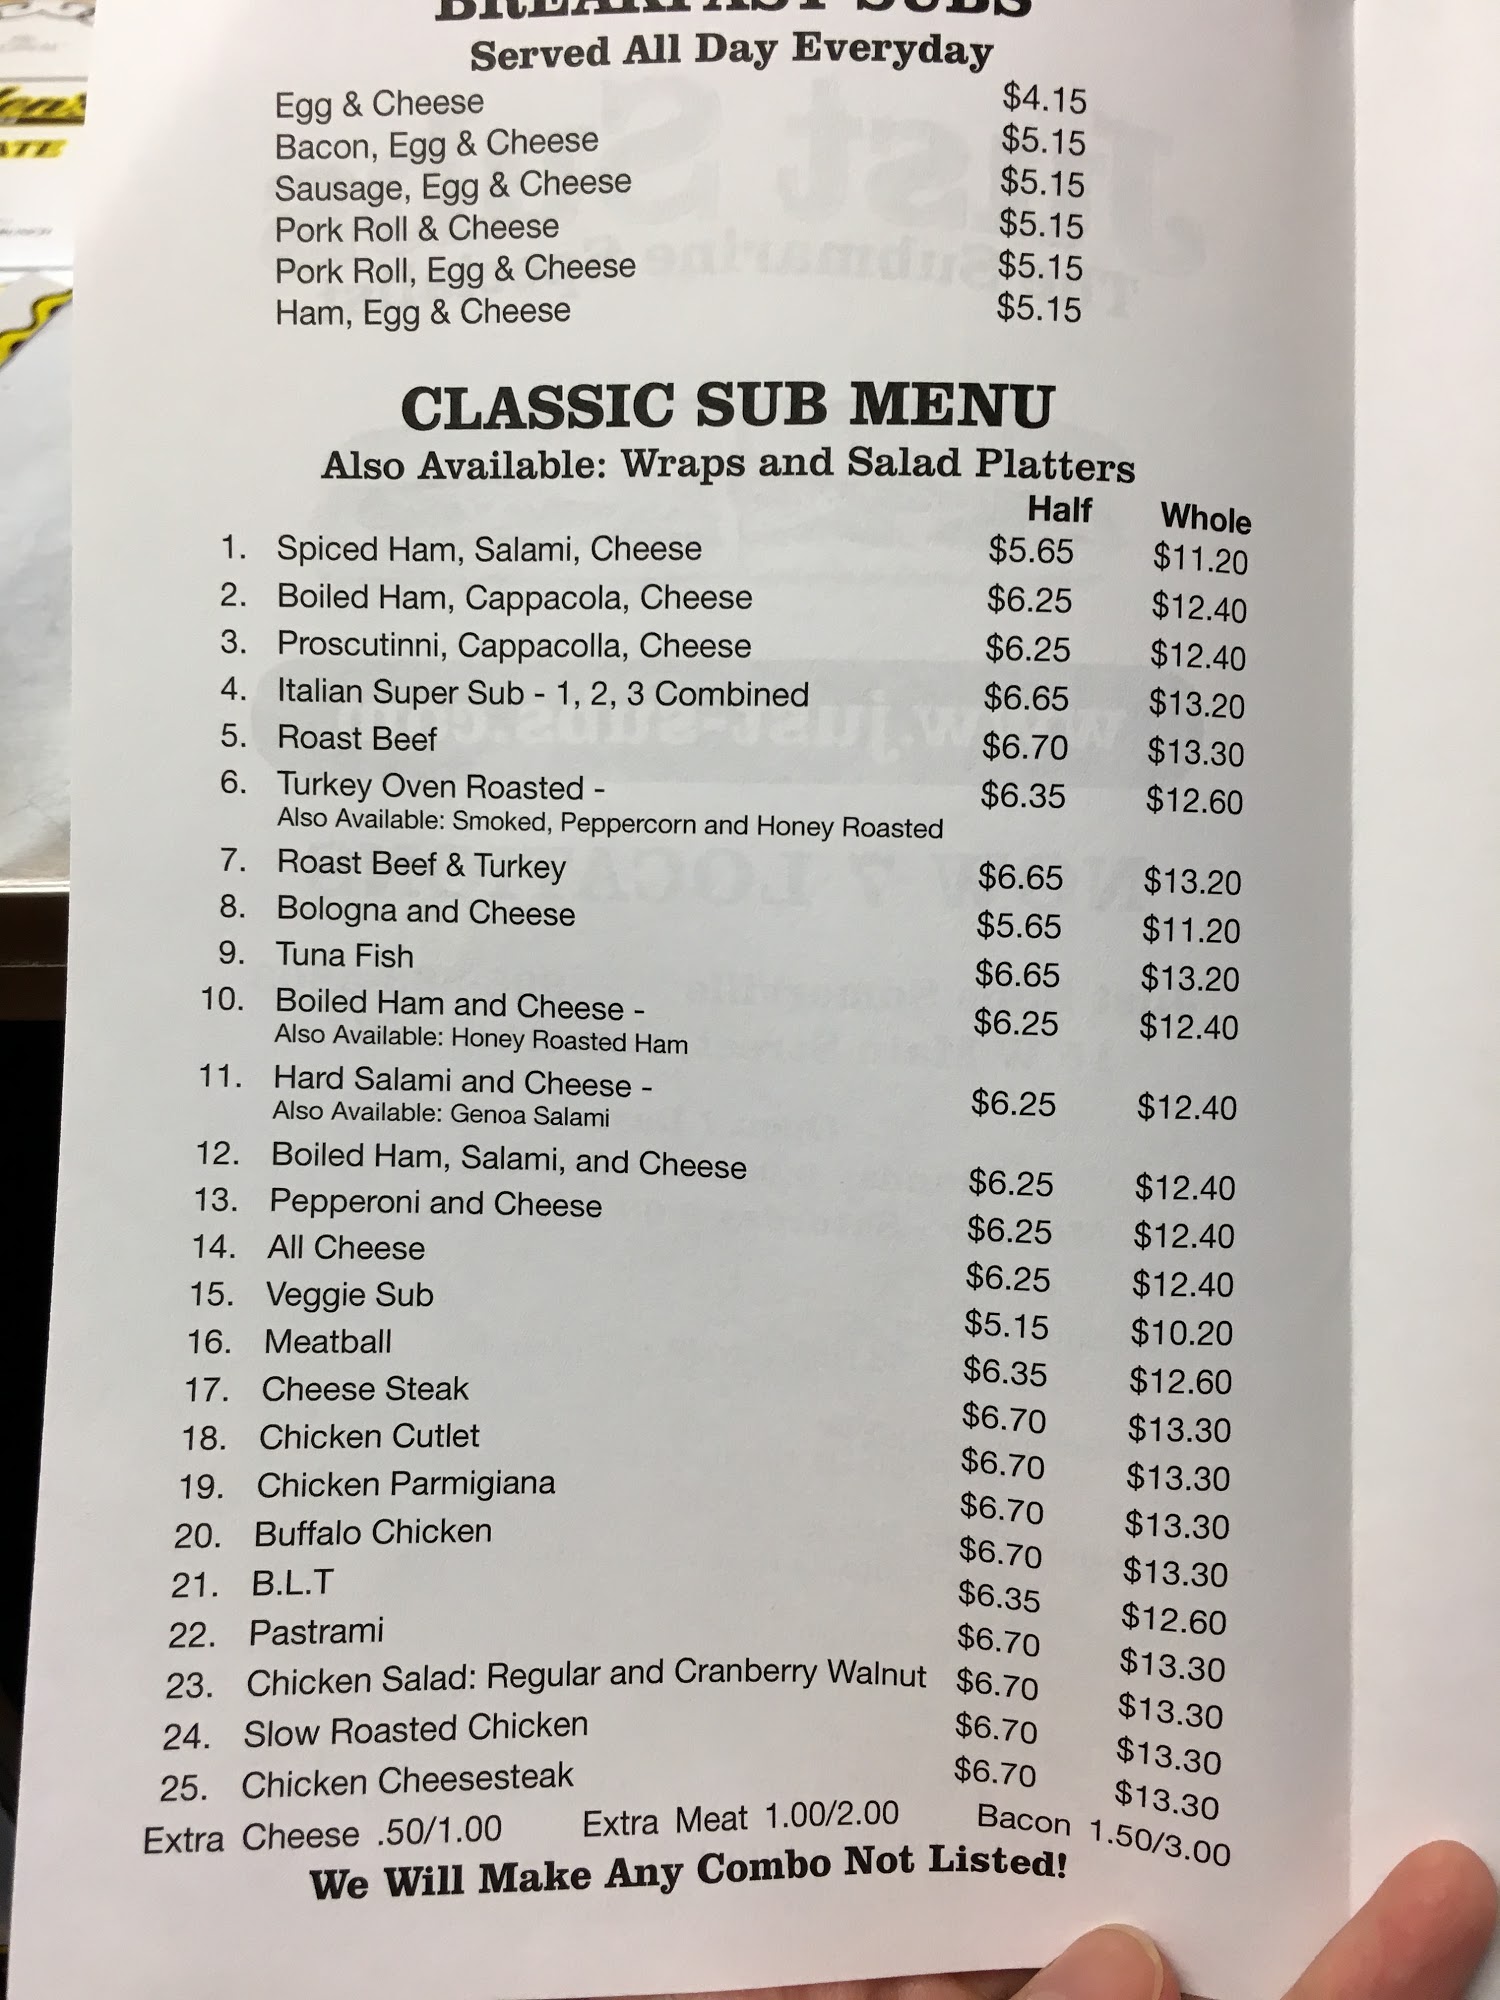 BREAKFAST SUBS
Served All Day Everyday
Egg & Cheese $4.15
Bacon, Egg & Cheese $5.15
Sausage, Egg & Cheese $5.15
Pork Roll & Cheese $5.15
Pork Roll, Egg & Cheese $5.15
Ham, Egg & Cheese $5.15
CLASSIC SUB MENU
Also Available: Wraps and Salad Platters
Half Whole
1. Spiced Ham, Salami, Cheese $5.65 $11.20
2. Boiled Ham, Cappacola, Cheese $6.25 $12.40
3. Proscutinni, Cappacolla, Cheese $6.25 $12.40
4. Italian Super Sub - 1, 2, 3 Combined $6.65 $13.20
5. Roast Beef $6.70 $13.30
6. Turkey Oven Roasted - $6.35 $12.60
Also Available: Smoked, Peppercorn and Honey Roasted
7. Roast Beef & Turkey $6.65 $13.20
8. Bologna and Cheese $5.65 $11.20
9. Tuna Fish $6.65 $13.20
10. Boiled Ham and Cheese - $6.25 $12.40
Also Available: Honey Roasted Ham
11. Hard Salami and Cheese - $6.25 $12.40
Also Available: Genoa Salami
12. Boiled Ham, Salami, and Cheese $6.25 $12.40
13. Pepperoni and Cheese $6.25 $12.40
14. All Cheese $6.25 $12.40
15. Veggie Sub $5.15 $10.20
16. Meatball $6.35 $12.60
17. Cheese Steak $6.70 $13.30
18. Chicken Cutlet $6.70 $13.30
19. Chicken Parmigiana $6.70 $13.30
20. Buffalo Chicken $6.70 $13.30
21. B.L.T $6.35 $12.60
22. Pastrami $6.70 $13.30
23. Chicken Salad: Regular and Cranberry Walnut $6.70 $13.30
24. Slow Roasted Chicken $6.70 $13.30
25. Chicken Cheesesteak $6.70 $13.30
Extra Cheese .50/1.00 Extra Meat 1.00/2.00 Bacon 1.50/3.00
We Will Make Any Combo Not Listed!